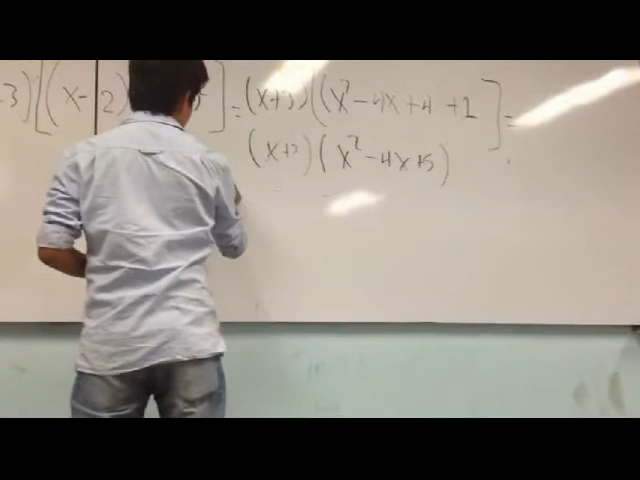 3)[(x-2) ] = (x+3)((x²-4x+4+1] =
(x+3)(x²-4x+5)